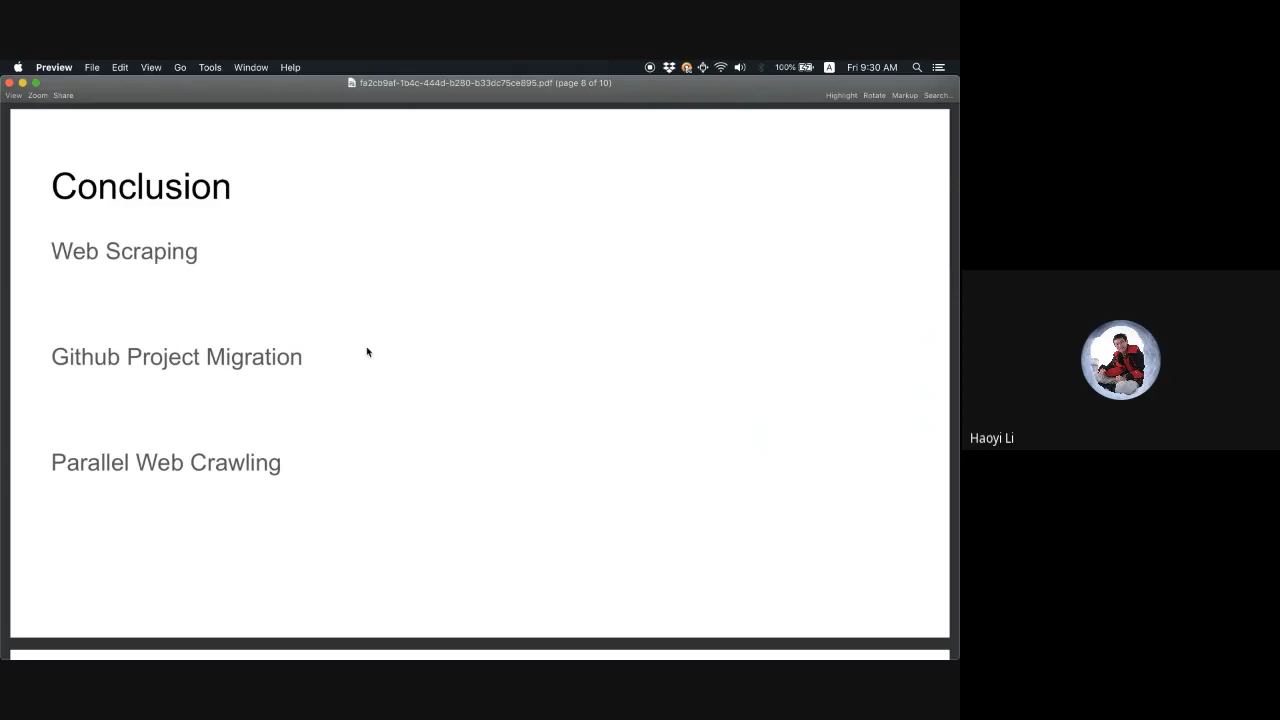 Preview File Edit View Go Tools Window Help 100% A Fri 9:30 AM
fa2cb9af-1b4c-444d-b280-b33dc75ce895.pdf (page 8 of 10)
View Zoom Share Highlight Rotate Markup Search...
Conclusion
Web Scraping
Github Project Migration
Parallel Web Crawling
Haoyi Li